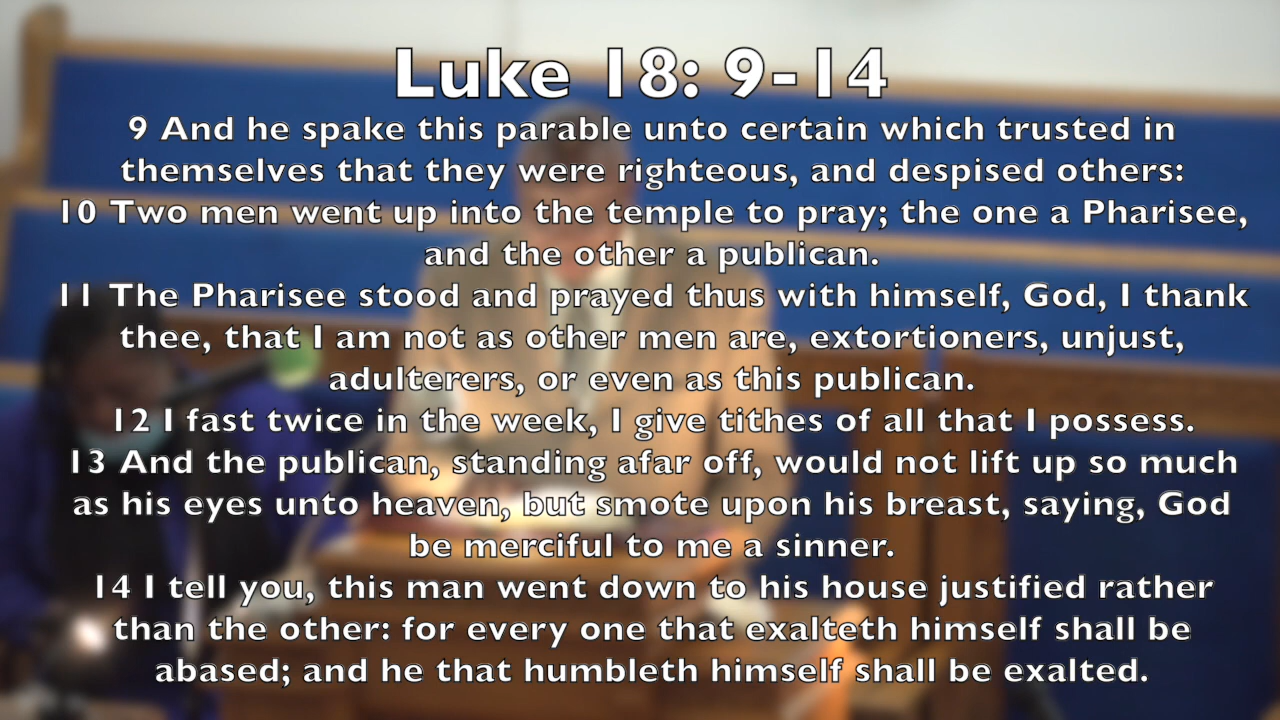 Luke 18: 9-14
9 And he spake this parable unto certain which trusted in
themselves that they were righteous, and despised others:
10 Two men went up into the temple to pray; the one a Pharisee,
and the other a publican.
11 The Pharisee stood and prayed thus with himself, God, I thank
thee, that I am not as other men are, extortioners, unjust,
adulterers, or even as this publican.
12 I fast twice in the week, I give tithes of all that I possess.
13 And the publican, standing afar off, would not lift up so much
as his eyes unto heaven, but smote upon his breast, saying, God
be merciful to me a sinner.
14 I tell you, this man went down to his house justified rather
than the other: for every one that exalteth himself shall be
abased; and he that humbleth himself shall be exalted.